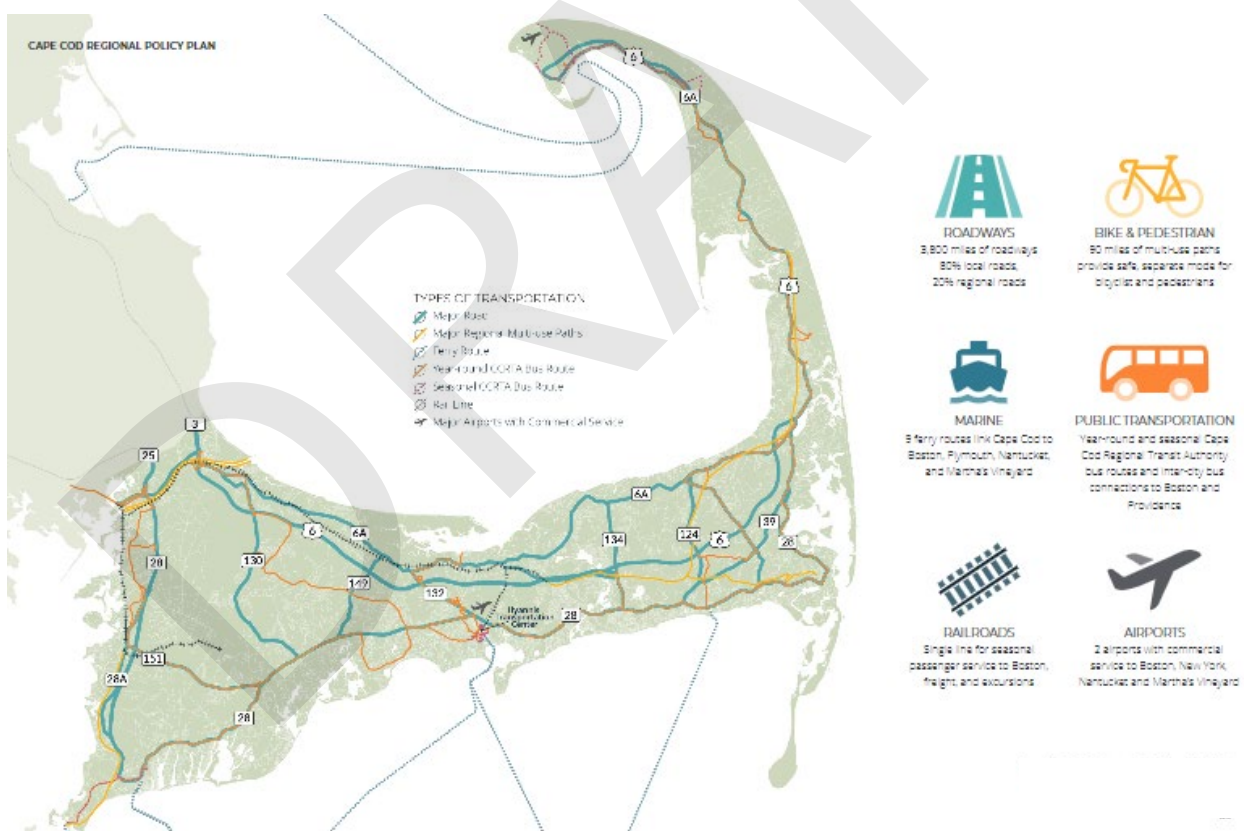 CAPE COD REGIONAL POLICY PLAN
6
6A
6
TYPES OF TRANSPORTATION
Major Road
Major Regional Multi-use Paths
Ferry Route
Year-round CCRTA Bus Route
Seasonal CCRTA Bus Route
Rail Line
Major Airports with Commercial Service
3
25
6A
6
6A
134
124
6
39
28
28
130
149
132
Hyannis
Transportation
Center
28
151
28A
28
ROADWAYS
3,800 miles of roadways
80% local roads,
20% regional roads
BIKE & PEDESTRIAN
90 miles of multi-use paths
provide safe, separate mode for
bicyclist and pedestrians
MARINE
9 ferry routes link Cape Cod to
Boston, Plymouth, Nantucket,
and Martha's Vineyard
PUBLIC TRANSPORTATION
Year-round and seasonal Cape
Cod Regional Transit Authority
bus routes and inter-city bus
connections to Boston and
Providence
RAILROADS
Single line for seasonal
passenger service to Boston,
freight, and excursions
AIRPORTS
2 airports with commercial
service to Boston, New York,
Nantucket and Martha's Vineyard
DRAF